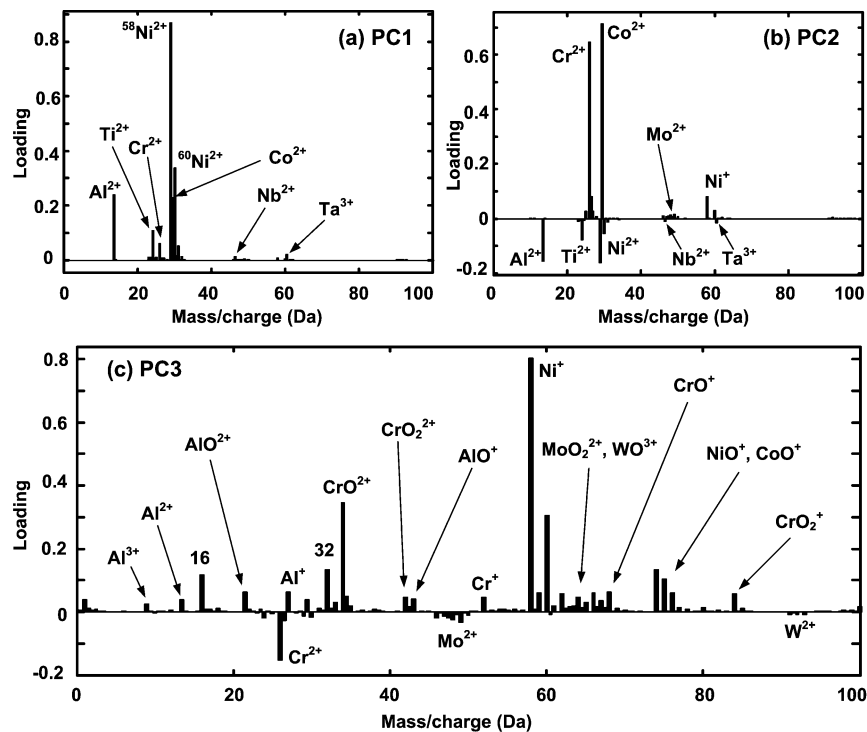 (a) PC1
0.8
0.6
0.4
0.2
0
Loading
⁵⁸Ni²⁺
Ti²⁺
Cr²⁺
⁶⁰Ni²⁺
Co²⁺
Al²⁺
Nb²⁺
Ta³⁺
0 20 40 60 80 100
Mass/charge (Da)
(b) PC2
0.8
0.6
0.4
0.2
0
-0.2
Loading
Co²⁺
Cr²⁺
Mo²⁺
Ni⁺
Al²⁺
Ti²⁺
Ni²⁺
Nb²⁺
Ta³⁺
0 20 40 60 80 100
Mass/charge (Da)
(c) PC3
0.8
0.6
0.4
0.2
0
-0.2
Loading
Ni⁺
CrO⁺
AlO²⁺
CrO₂²⁺
AlO⁺
MoO₂²⁺, WO³⁺
NiO⁺, CoO⁺
CrO²⁺
Al²⁺
Al³⁺
16
32
Al⁺
Cr⁺
CrO₂⁺
Cr²⁺
Mo²⁺
W²⁺
0 20 40 60 80 100
Mass/charge (Da)